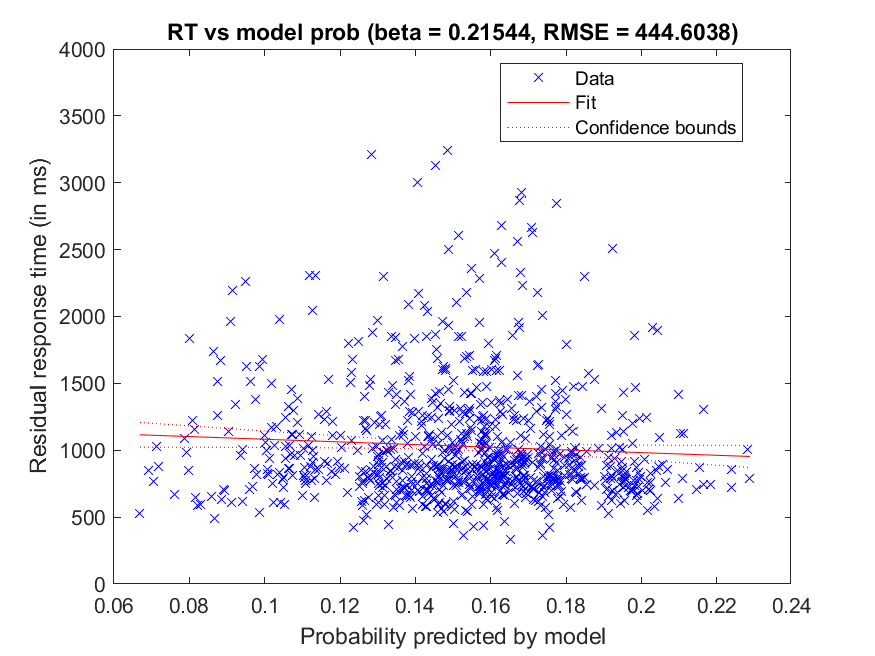 RT vs model prob (beta = 0.21544, RMSE = 444.6038)
Data
Fit
Confidence bounds
Residual response time (in ms)
4000
3500
3000
2500
2000
1500
1000
500
0
0.06 0.08 0.1 0.12 0.14 0.16 0.18 0.2 0.22 0.24
Probability predicted by model